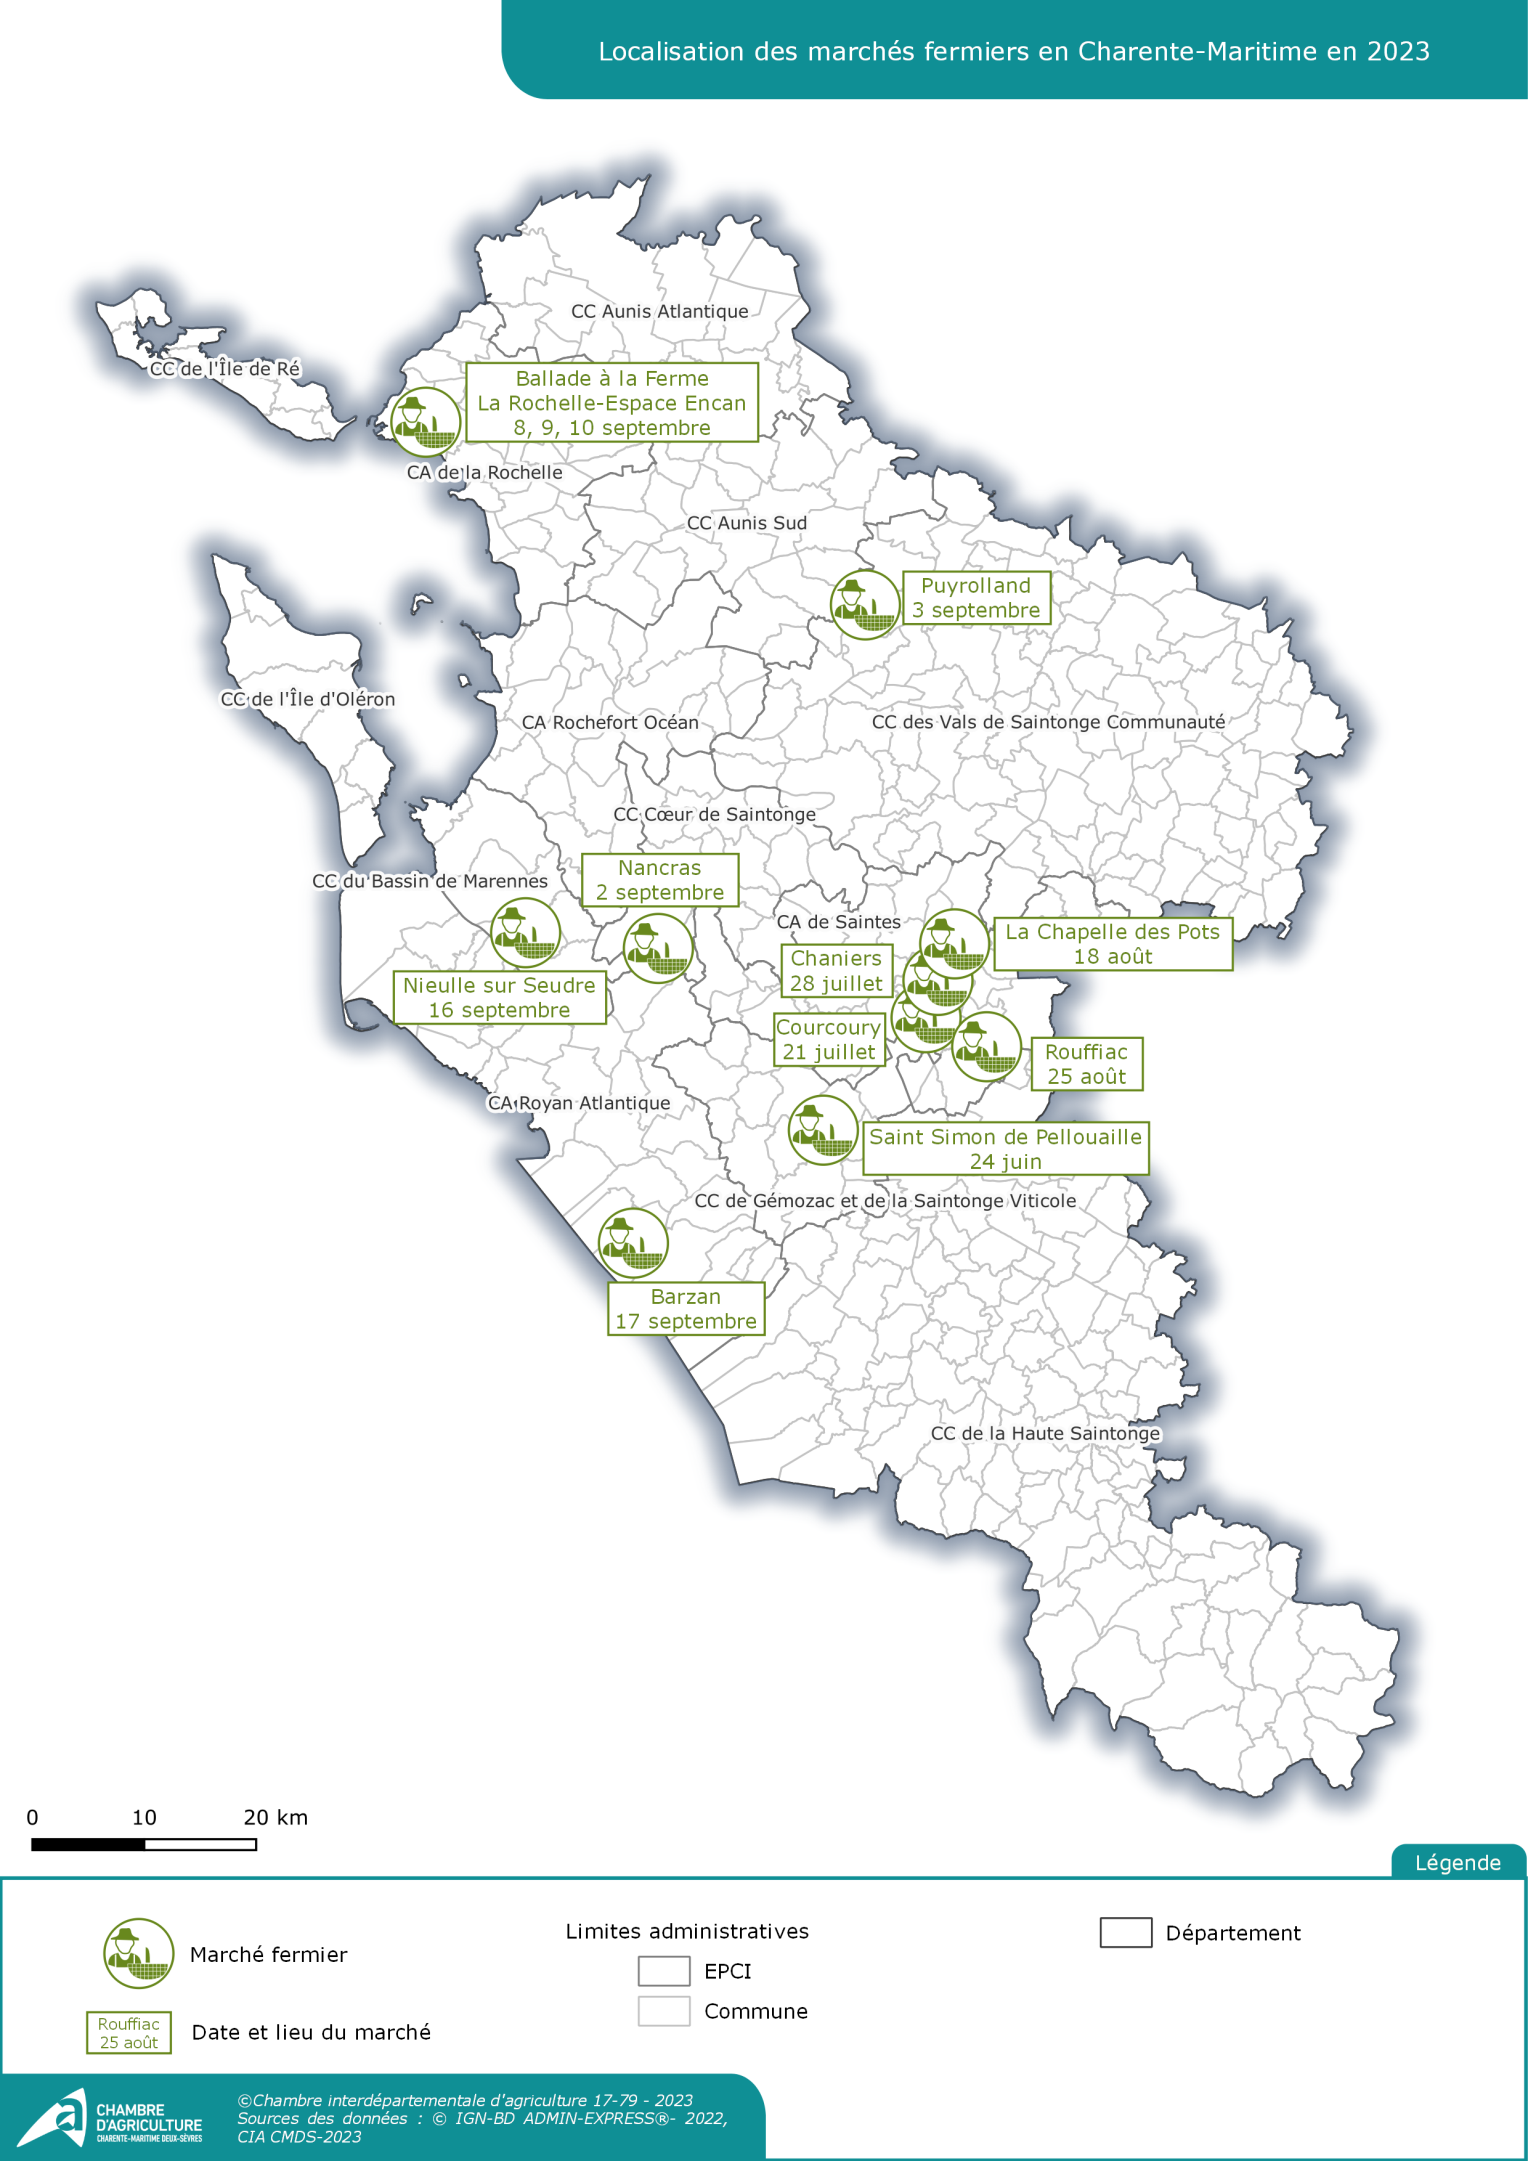 Localisation des marchés fermiers en Charente-Maritime en 2023
CC Aunis Atlantique
CC de l'Île de Ré
Ballade à la Ferme
La Rochelle-Espace Encan
8, 9, 10 septembre
CA de la Rochelle
CC Aunis Sud
Puyrolland
3 septembre
CC de l'Île d'Oléron
CA Rochefort Océan
CC des Vals de Saintonge Communauté
CC Cœur de Saintonge
Nancras
2 septembre
CC du Bassin de Marennes
CA de Saintes
La Chapelle des Pots
18 août
Chaniers
28 juillet
Nieulle sur Seudre
16 septembre
Courcoury
21 juillet
Rouffiac
25 août
CA Royan Atlantique
Saint Simon de Pellouaille
24 juin
CC de Gémozac et de la Saintonge Viticole
Barzan
17 septembre
CC de la Haute Saintonge
0 10 20 km
Légende
Marché fermier
Rouffiac
25 août
Date et lieu du marché
Limites administratives
EPCI
Commune
Département
CHAMBRE
D'AGRICULTURE
CHARENTE-MARITIME DEUX-SÈVRES
©Chambre interdépartementale d'agriculture 17-79 - 2023
Sources des données : © IGN-BD ADMIN-EXPRESS®- 2022,
CIA CMDS-2023